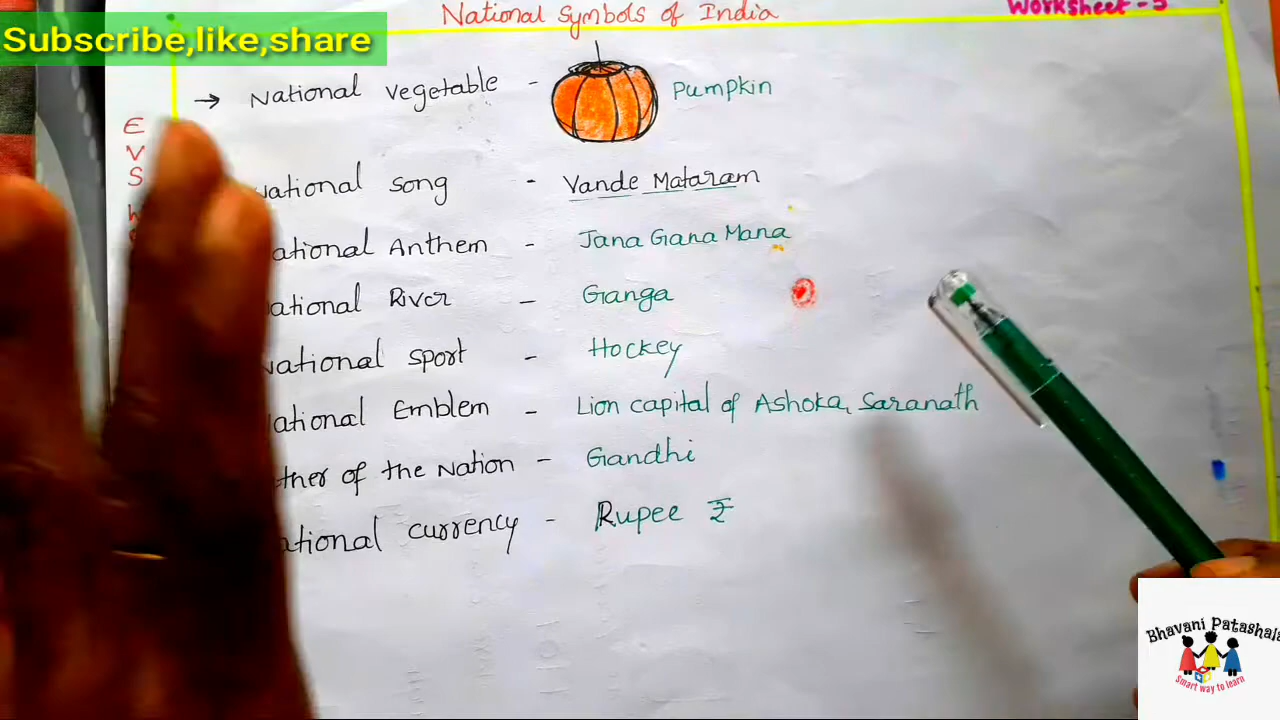 National Symbols of India
Worksheet-5
Subscribe,like,share
→ National vegetable - Pumpkin
E
V
S
W
National song - Vande Mataram
ational Anthem - Jana Gana Mana
ational River - Ganga
National sport - Hockey
ational Emblem - Lion capital of Ashoka, Saranath
ther of the Nation - Gandhi
ational currency - Rupee ₹
Bhavani Patashala
Smart way to learn